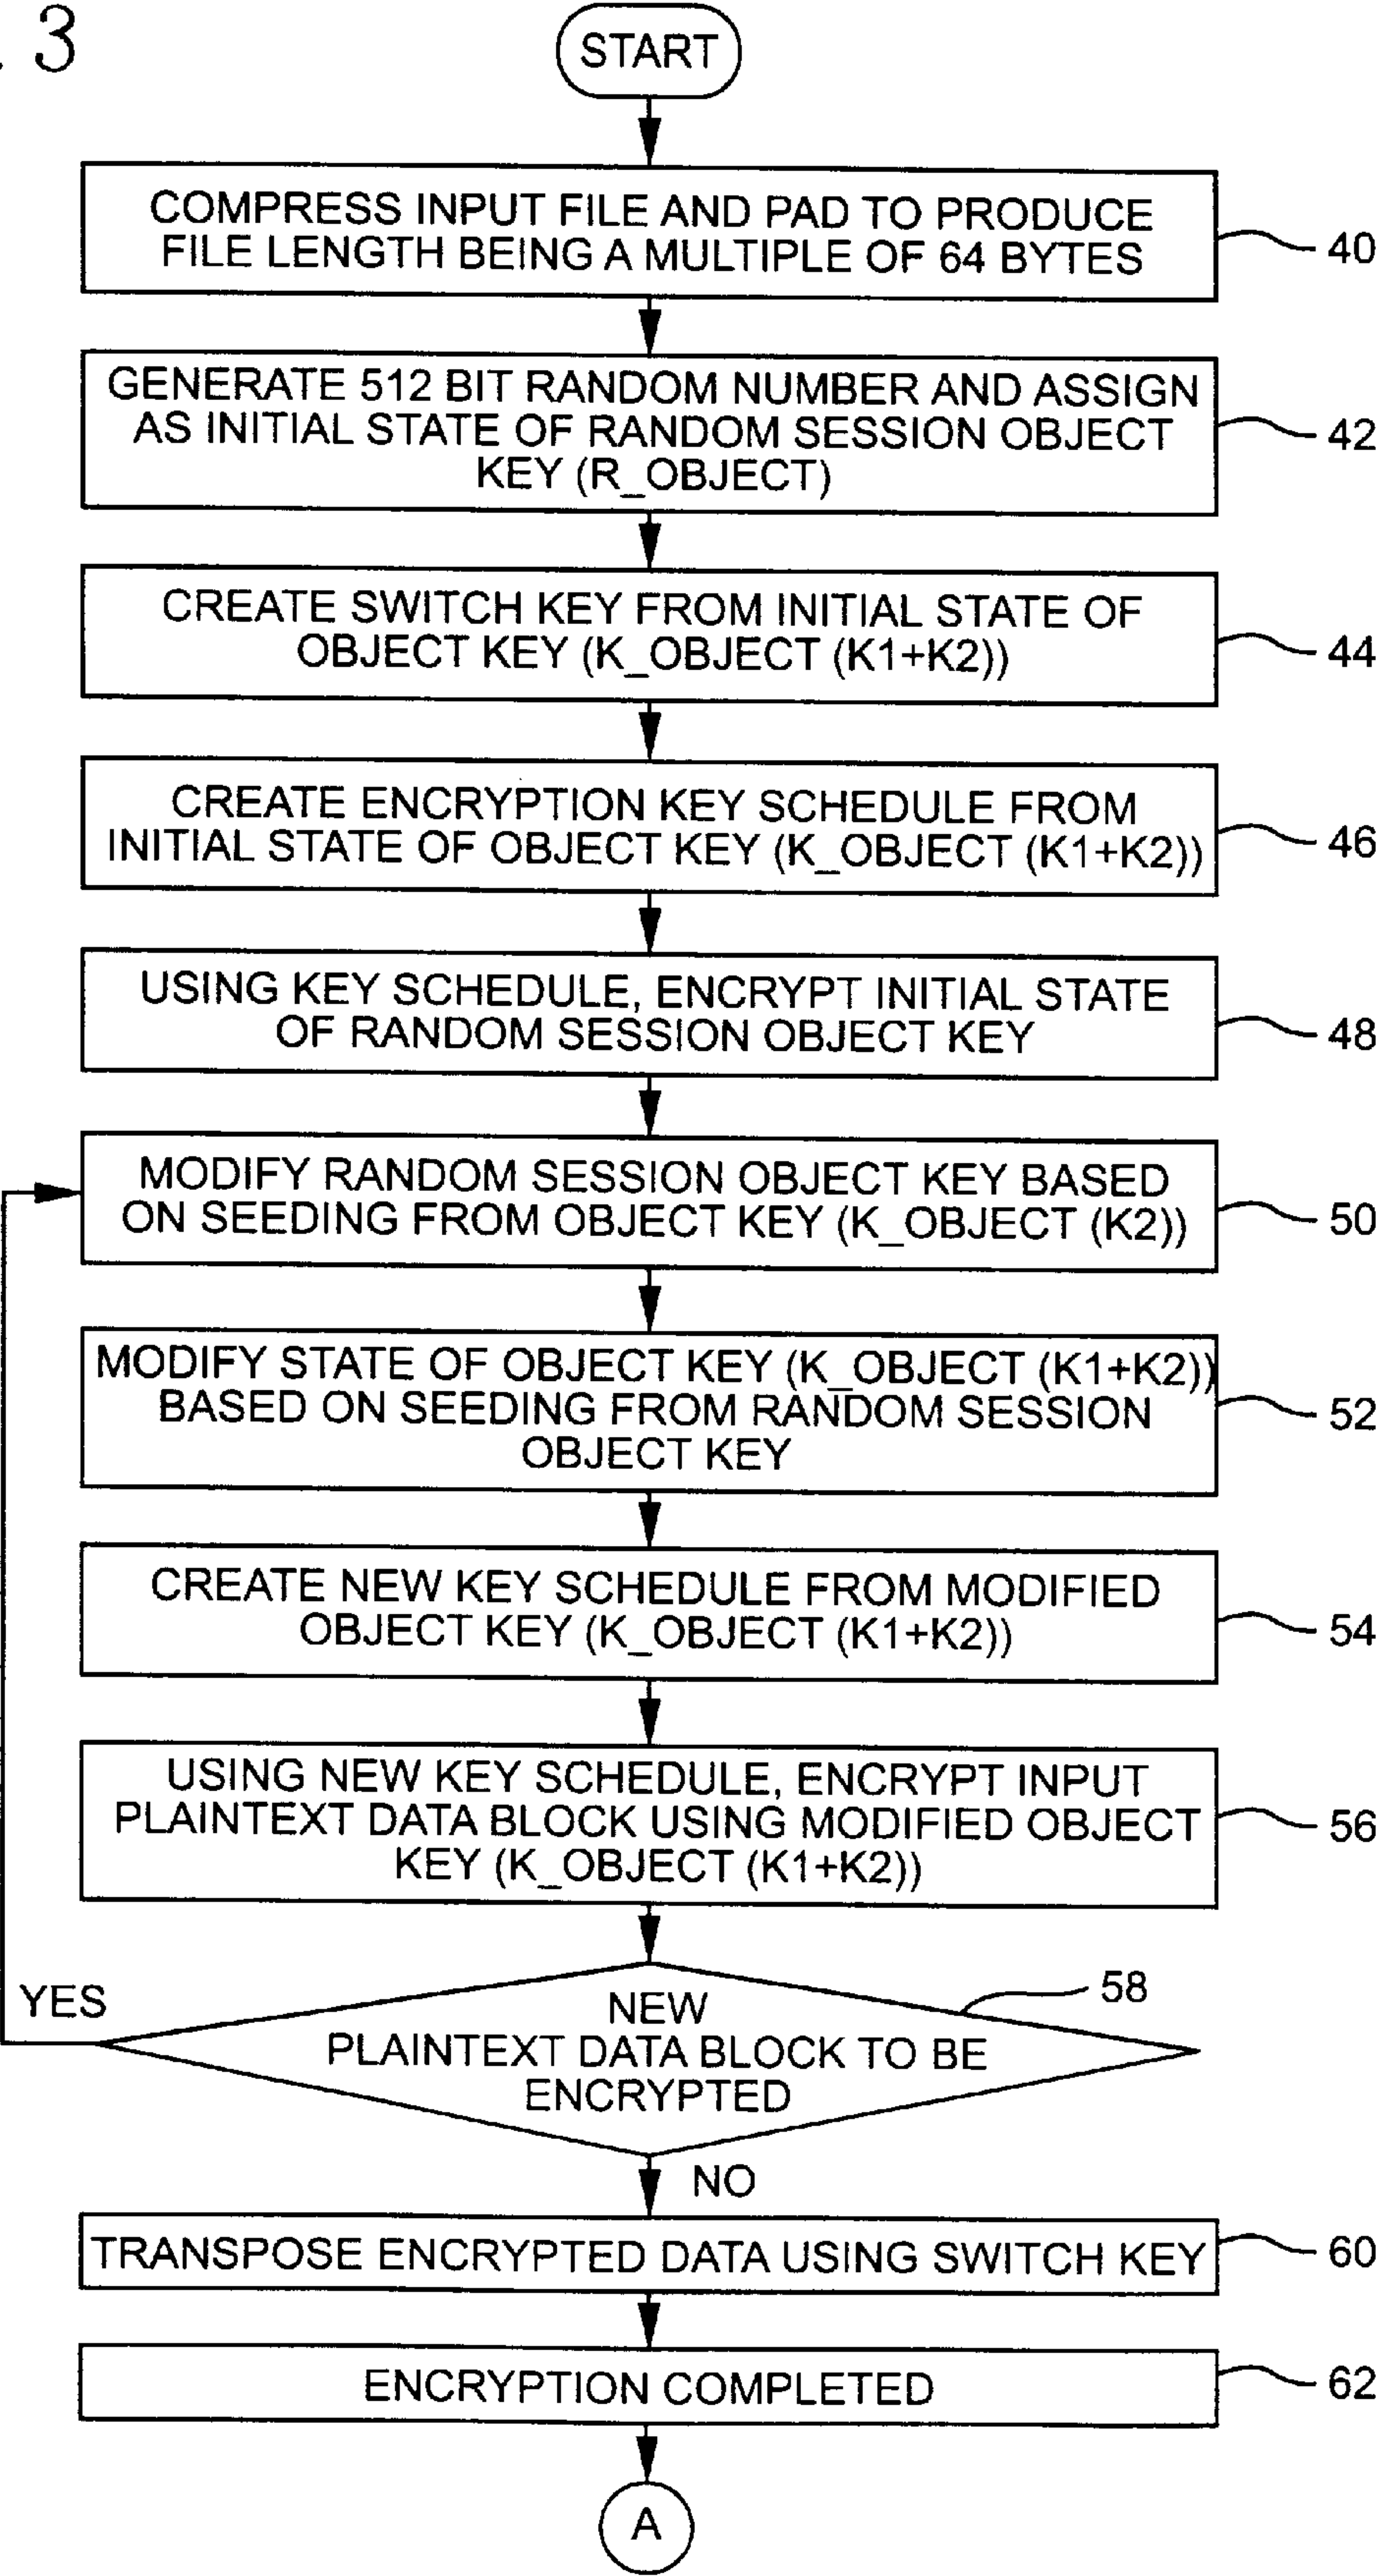 . 3
START
COMPRESS INPUT FILE AND PAD TO PRODUCE
FILE LENGTH BEING A MULTIPLE OF 64 BYTES
40
GENERATE 512 BIT RANDOM NUMBER AND ASSIGN
AS INITIAL STATE OF RANDOM SESSION OBJECT
KEY (R_OBJECT)
42
CREATE SWITCH KEY FROM INITIAL STATE OF
OBJECT KEY (K_OBJECT (K1+K2))
44
CREATE ENCRYPTION KEY SCHEDULE FROM
INITIAL STATE OF OBJECT KEY (K_OBJECT (K1+K2))
46
USING KEY SCHEDULE, ENCRYPT INITIAL STATE
OF RANDOM SESSION OBJECT KEY
48
MODIFY RANDOM SESSION OBJECT KEY BASED
ON SEEDING FROM OBJECT KEY (K_OBJECT (K2))
50
MODIFY STATE OF OBJECT KEY (K_OBJECT (K1+K2))
BASED ON SEEDING FROM RANDOM SESSION
OBJECT KEY
52
CREATE NEW KEY SCHEDULE FROM MODIFIED
OBJECT KEY (K_OBJECT (K1+K2))
54
USING NEW KEY SCHEDULE, ENCRYPT INPUT
PLAINTEXT DATA BLOCK USING MODIFIED OBJECT
KEY (K_OBJECT (K1+K2))
56
YES
NEW
PLAINTEXT DATA BLOCK TO BE
ENCRYPTED
58
NO
TRANSPOSE ENCRYPTED DATA USING SWITCH KEY
60
ENCRYPTION COMPLETED
62
A